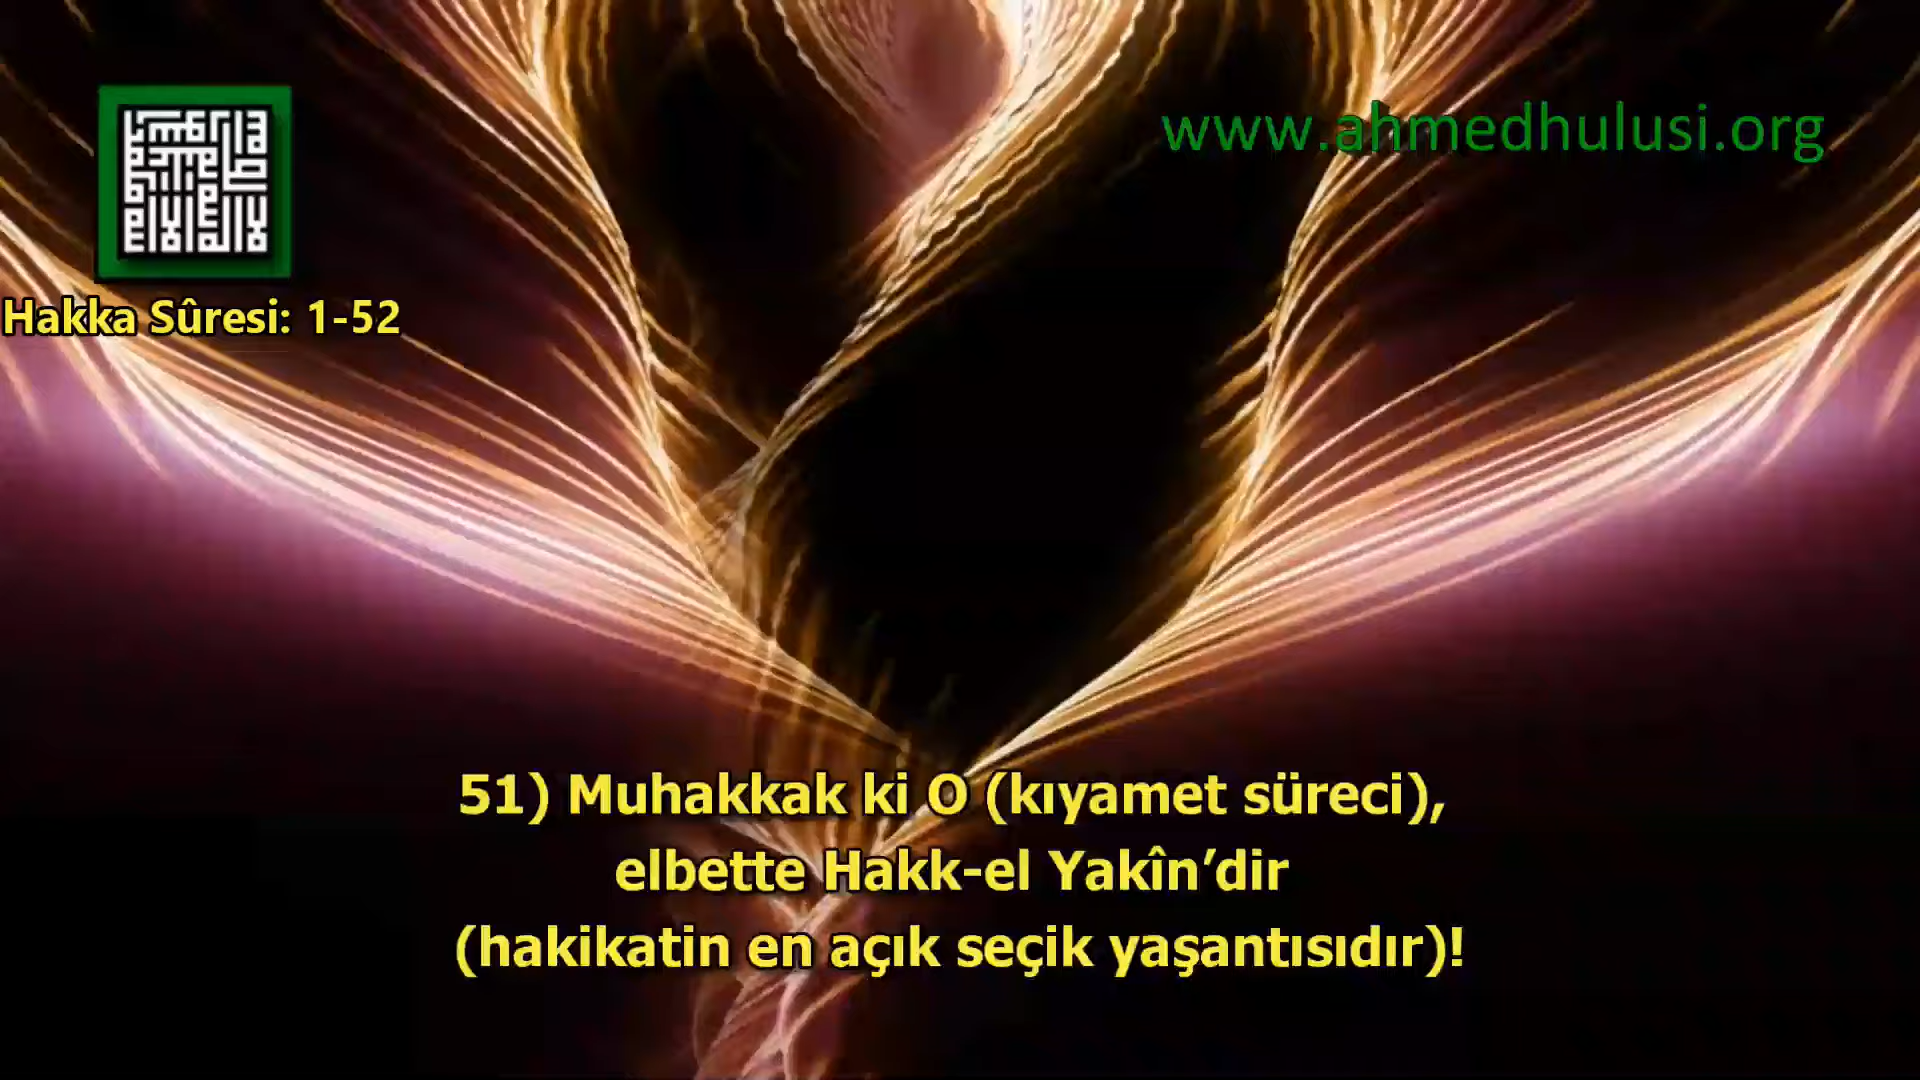 www.ahmedhulusi.org
Hakka Sûresi: 1-52
51) Muhakkak ki O (kıyamet süreci),
elbette Hakk-el Yakîn’dir
(hakikatin en açık seçik yaşantısıdır)!